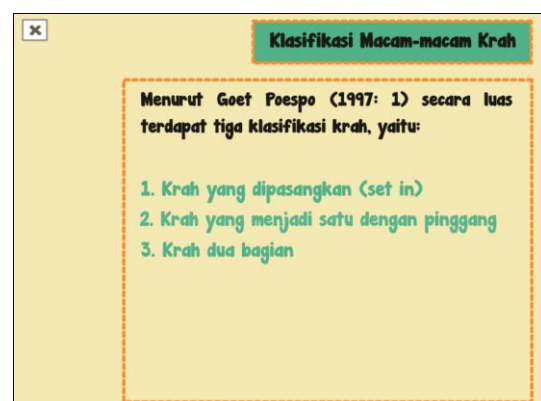 Klasifikasi Macam-macam Krah
Menurut Goet Poespo (1997: 1) secara luas
terdapat tiga klasifikasi krah, yaitu:
1. Krah yang dipasangkan (set in)
2. Krah yang menjadi satu dengan pinggang
3. Krah dua bagian